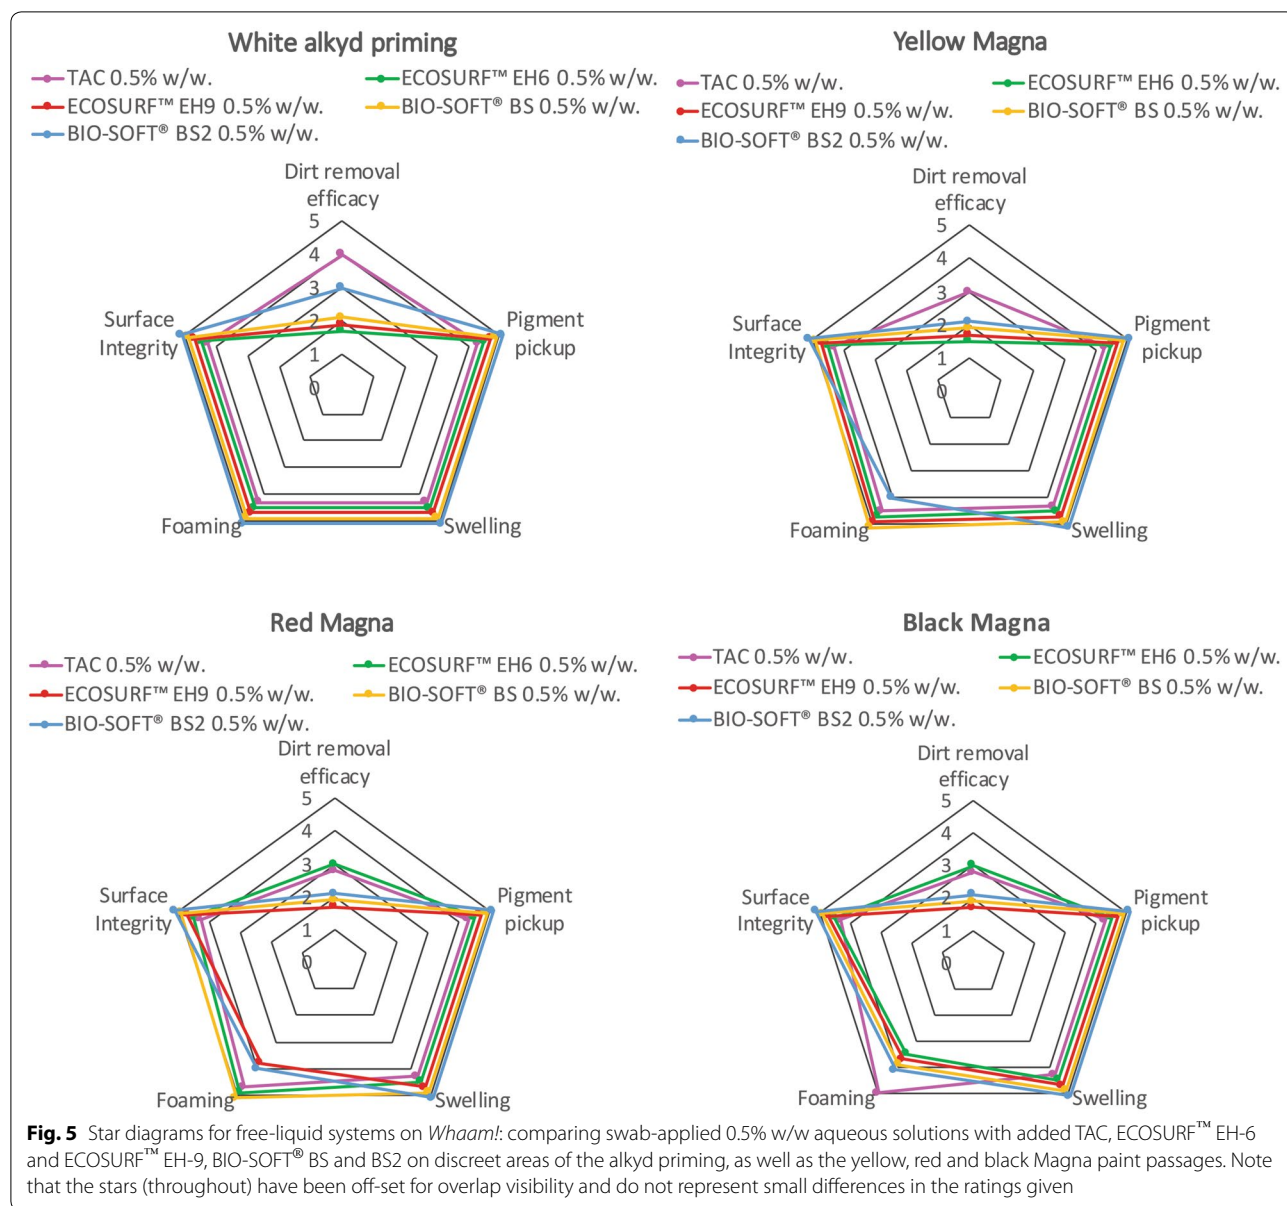 White alkyd priming
TAC 0.5% w/w.
ECOSURF™ EH6 0.5% w/w.
ECOSURF™ EH9 0.5% w/w.
BIO-SOFT® BS 0.5% w/w.
BIO-SOFT® BS2 0.5% w/w.
Dirt removal
efficacy
5
4
3
2
1
0
Surface
Integrity
Pigment
pickup
Foaming
Swelling
Yellow Magna
TAC 0.5% w/w.
ECOSURF™ EH6 0.5% w/w.
ECOSURF™ EH9 0.5% w/w.
BIO-SOFT® BS 0.5% w/w.
BIO-SOFT® BS2 0.5% w/w.
Dirt removal
efficacy
5
4
3
2
1
0
Surface
Integrity
Pigment
pickup
Foaming
Swelling
Red Magna
TAC 0.5% w/w.
ECOSURF™ EH6 0.5% w/w.
ECOSURF™ EH9 0.5% w/w.
BIO-SOFT® BS 0.5% w/w.
BIO-SOFT® BS2 0.5% w/w.
Dirt removal
efficacy
5
4
3
2
1
0
Surface
Integrity
Pigment
pickup
Foaming
Swelling
Black Magna
TAC 0.5% w/w.
ECOSURF™ EH6 0.5% w/w.
ECOSURF™ EH9 0.5% w/w.
BIO-SOFT® BS 0.5% w/w.
BIO-SOFT® BS2 0.5% w/w.
Dirt removal
efficacy
5
4
3
2
1
0
Surface
Integrity
Pigment
pickup
Foaming
Swelling
Fig. 5 Star diagrams for free-liquid systems on Whaam!: comparing swab-applied 0.5% w/w aqueous solutions with added TAC, ECOSURF™ EH-6
and ECOSURF™ EH-9, BIO-SOFT® BS and BS2 on discreet areas of the alkyd priming, as well as the yellow, red and black Magna paint passages. Note
that the stars (throughout) have been off-set for overlap visibility and do not represent small differences in the ratings given